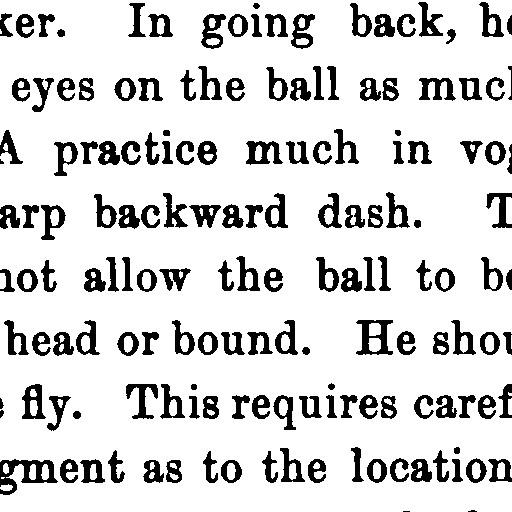 ker. In going back, he
eyes on the ball as much
A practice much in vog
arp backward dash. T
not allow the ball to be
head or bound. He shou
fly. This requires caref
gment as to the location